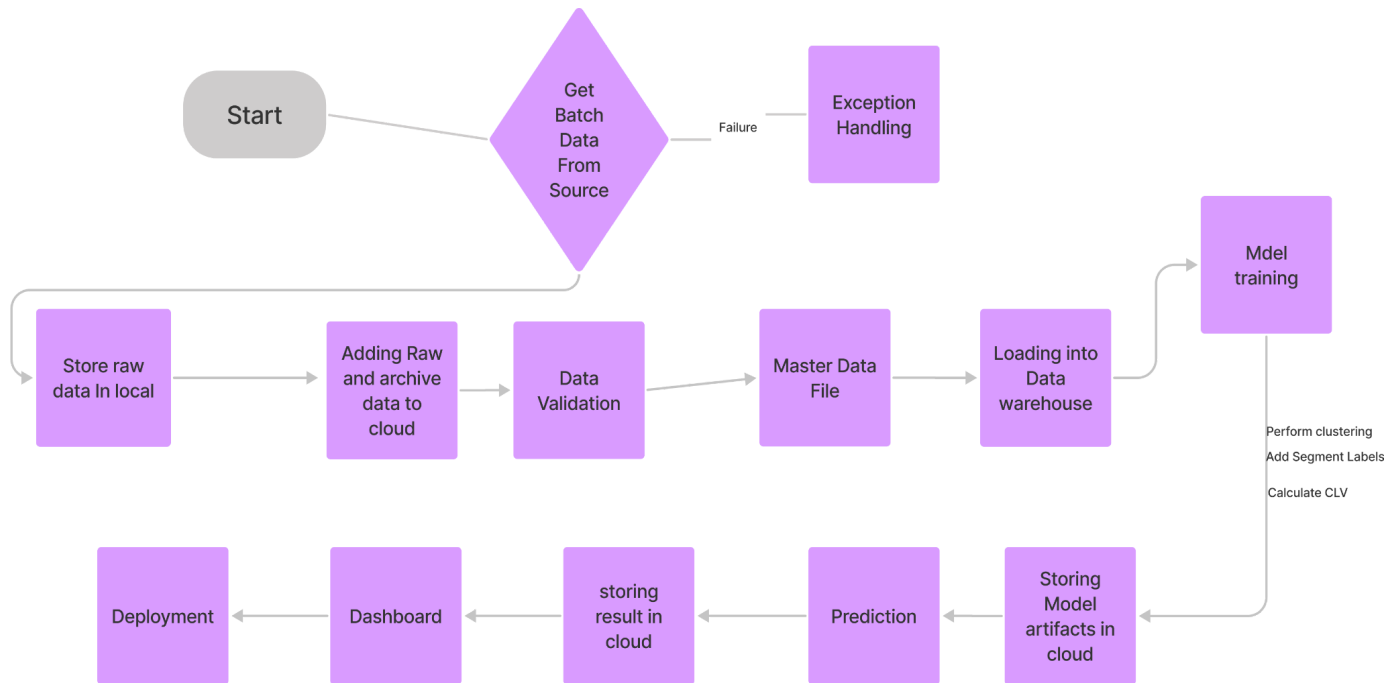 Start
Get
Batch
Data
From
Source
Failure
Exception
Handling
Mdel
training
Store raw
data In local
Adding Raw
and archive
data to
cloud
Data
Validation
Master Data
File
Loading into
Data
warehouse
Perform clustering
Add Segment Labels
Calculate CLV
Deployment
Dashboard
storing
result in
cloud
Prediction
Storing
Model
artifacts in
cloud